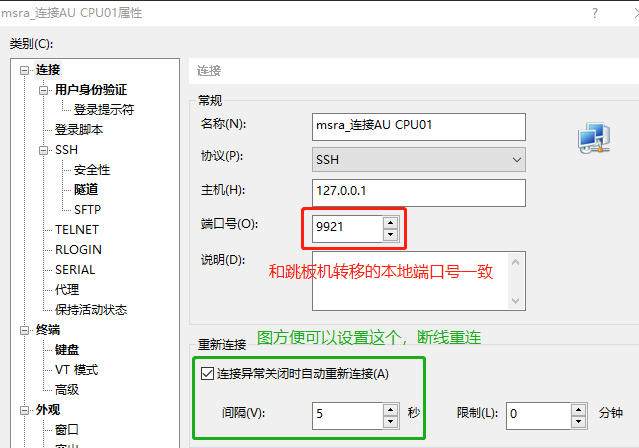 msra_连接AU CPU01属性
?
类别(C):
连接
用户身份验证
登录提示符
登录脚本
SSH
安全性
隧道
SFTP
TELNET
RLOGIN
SERIAL
代理
保持活动状态
终端
键盘
VT 模式
高级
外观
窗口
连接
常规
名称(N): msra_连接AU CPU01
协议(P): SSH
主机(H): 127.0.0.1
端口号(O): 9921
说明(D):
和跳板机转移的本地端口号一致
图方便可以设置这个，断线重连
重新连接
连接异常关闭时自动重新连接(A)
间隔(V): 5 秒 限制(L): 0 分钟